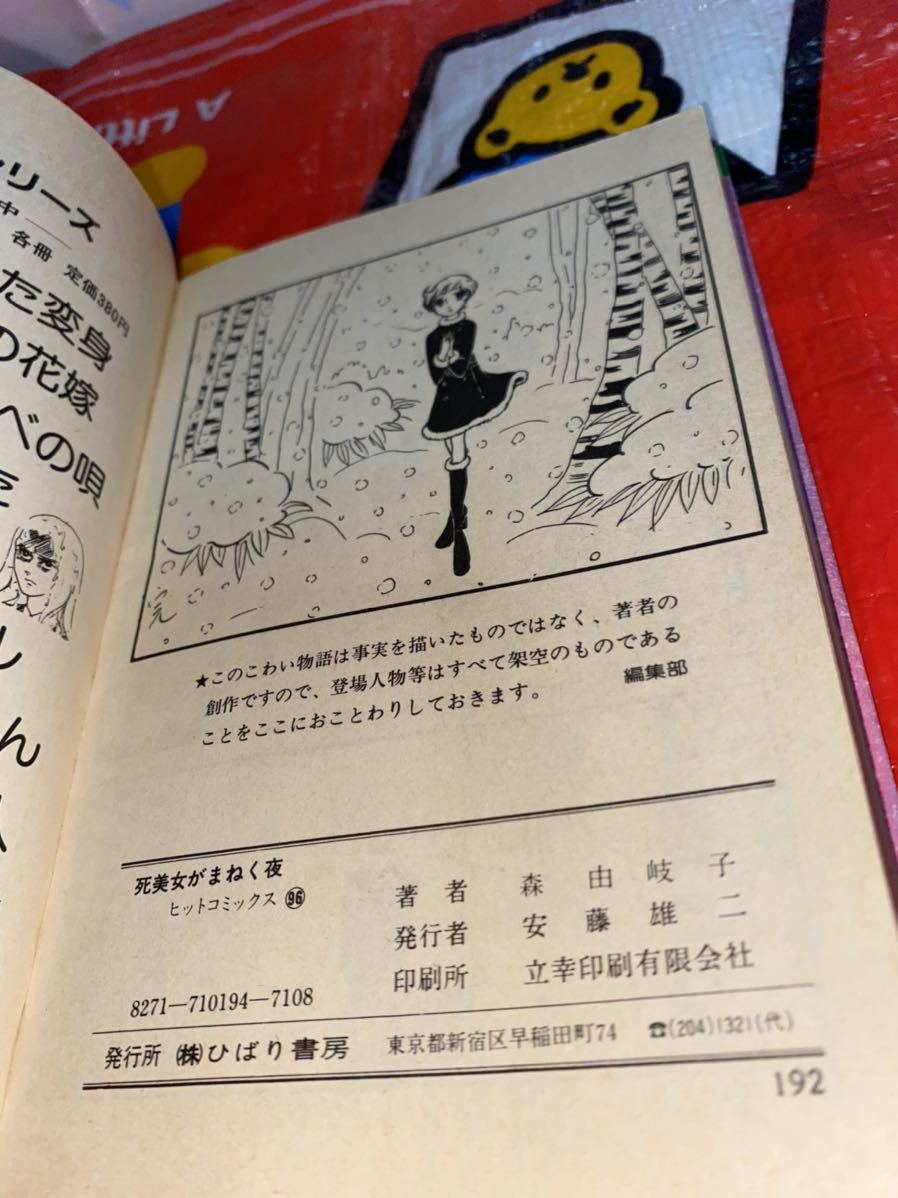 A Litt
リーズ
中
各冊 定価380円
た変身
の花嫁
べの唄
し
ん
完
★このこわい物語は事実を描いたものではなく、著者の
創作ですので、登場人物等はすべて架空のものである
ことをここにおことわりしておきます。
編集部
死美女がまねく夜
ヒットコミックス 96
著者 森由岐子
発行者 安藤雄二
印刷所 立幸印刷有限会社
8271―710194―7108
発行所 ㈱ひばり書房 東京都新宿区早稲田町74 ☎(204)1321(代)
192